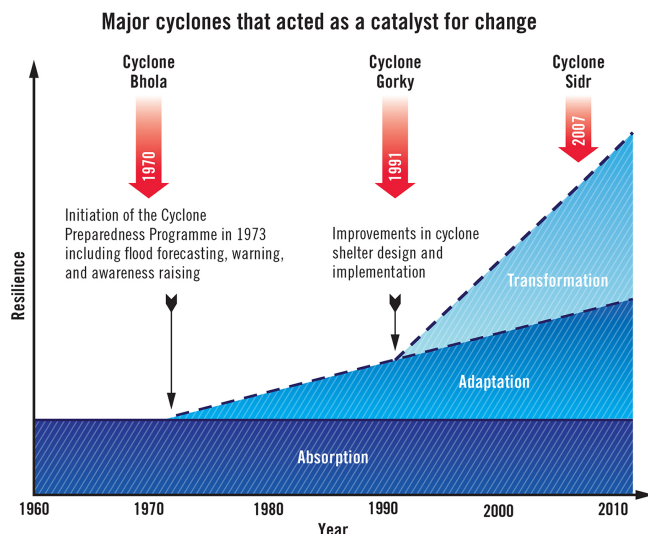 Major cyclones that acted as a catalyst for change
Cyclone
Bhola
Cyclone
Gorky
Cyclone
Sidr
1970
1991
2007
Initiation of the Cyclone
Preparedness Programme in 1973
including flood forecasting, warning,
and awareness raising
Improvements in cyclone
shelter design and
implementation
Resilience
Transformation
Adaptation
Absorption
1960
1970
1980
1990
2000
2010
Year